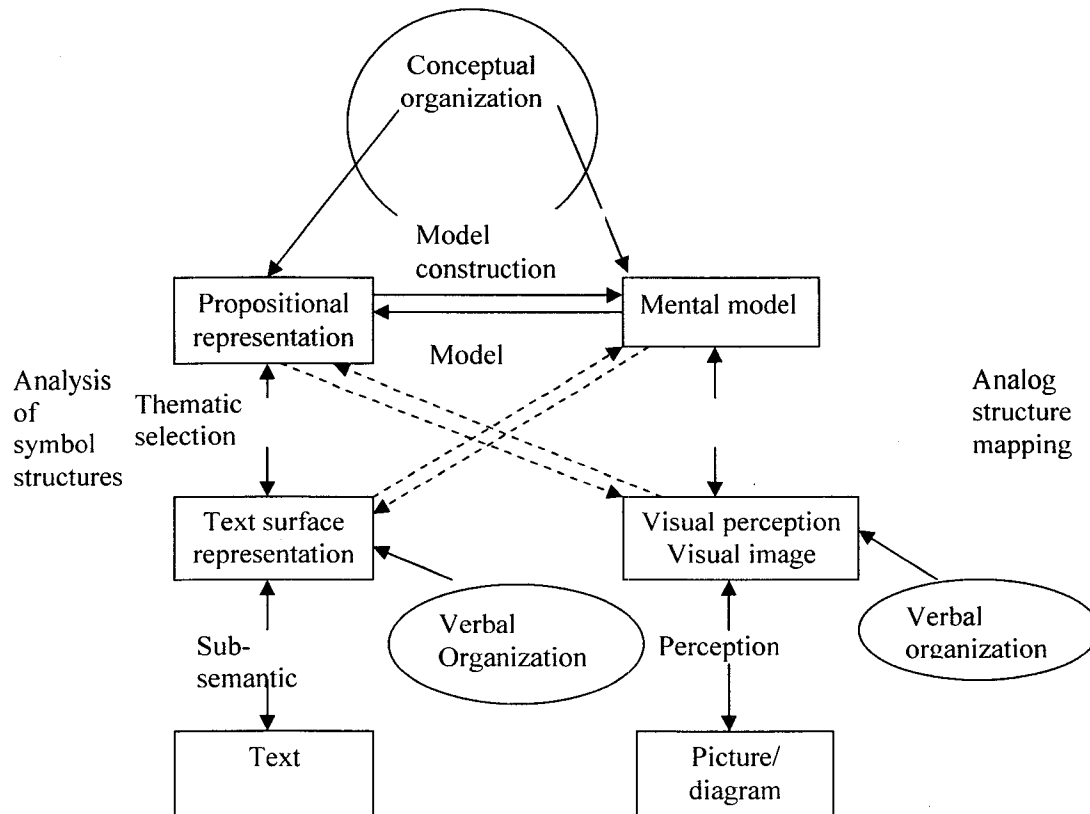 Conceptual
organization
Model
construction
Propositional
representation
Mental model
Model
Analysis
of
symbol
structures
Thematic
selection
Analog
structure
mapping
Text surface
representation
Visual perception
Visual image
Verbal
Organization
Verbal
organization
Sub-
semantic
Perception
Text
Picture/
diagram